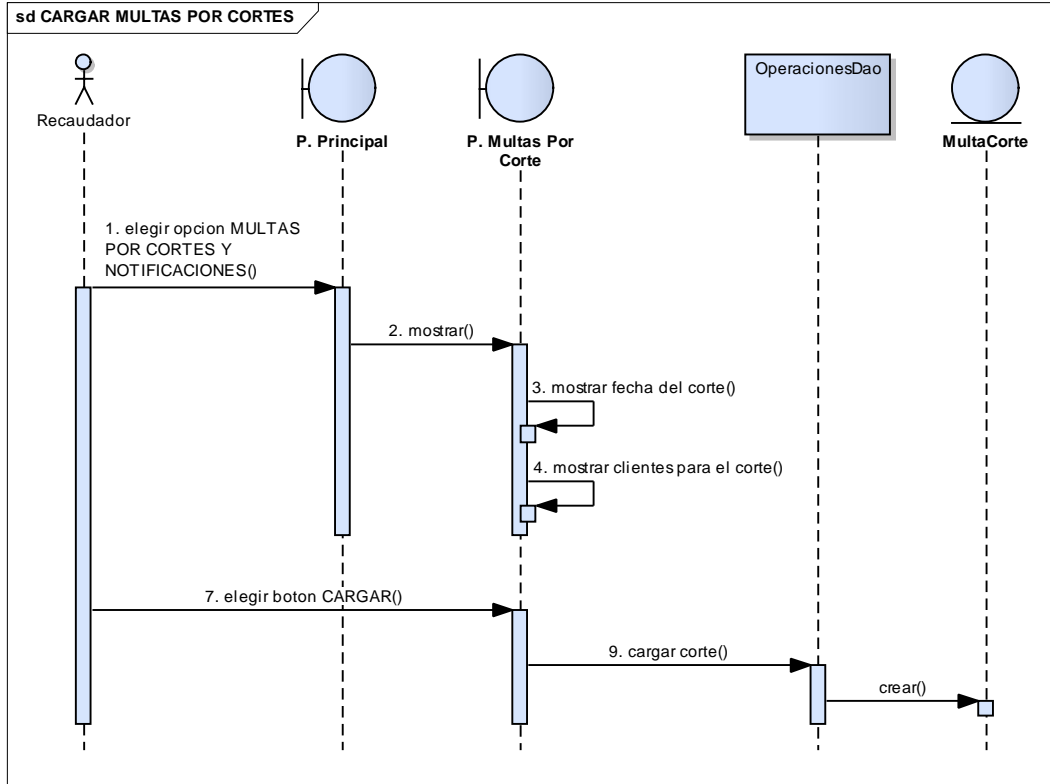 sd CARGAR MULTAS POR CORTES
Recaudador
P. Principal
P. Multas Por
Corte
OperacionesDao
MultaCorte
1. elegir opcion MULTAS
POR CORTES Y
NOTIFICACIONES()
2. mostrar()
3. mostrar fecha del corte()
4. mostrar clientes para el corte()
7. elegir boton CARGAR()
9. cargar corte()
crear()